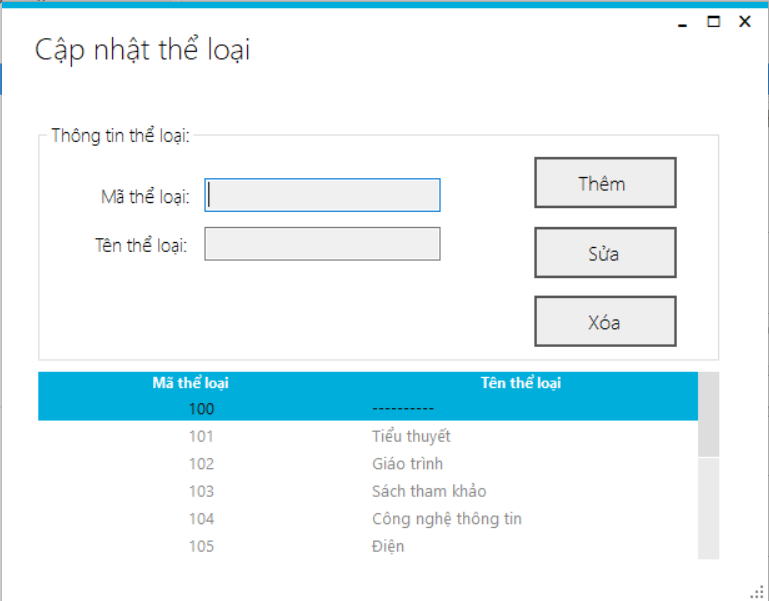 Cập nhật thể loại
Thông tin thể loại:
Mã thể loại:
Thêm
Tên thể loại:
Sửa
Xóa
Mã thể loại Tên thể loại
100 ----------
101 Tiểu thuyết
102 Giáo trình
103 Sách tham khảo
104 Công nghệ thông tin
105 Điện